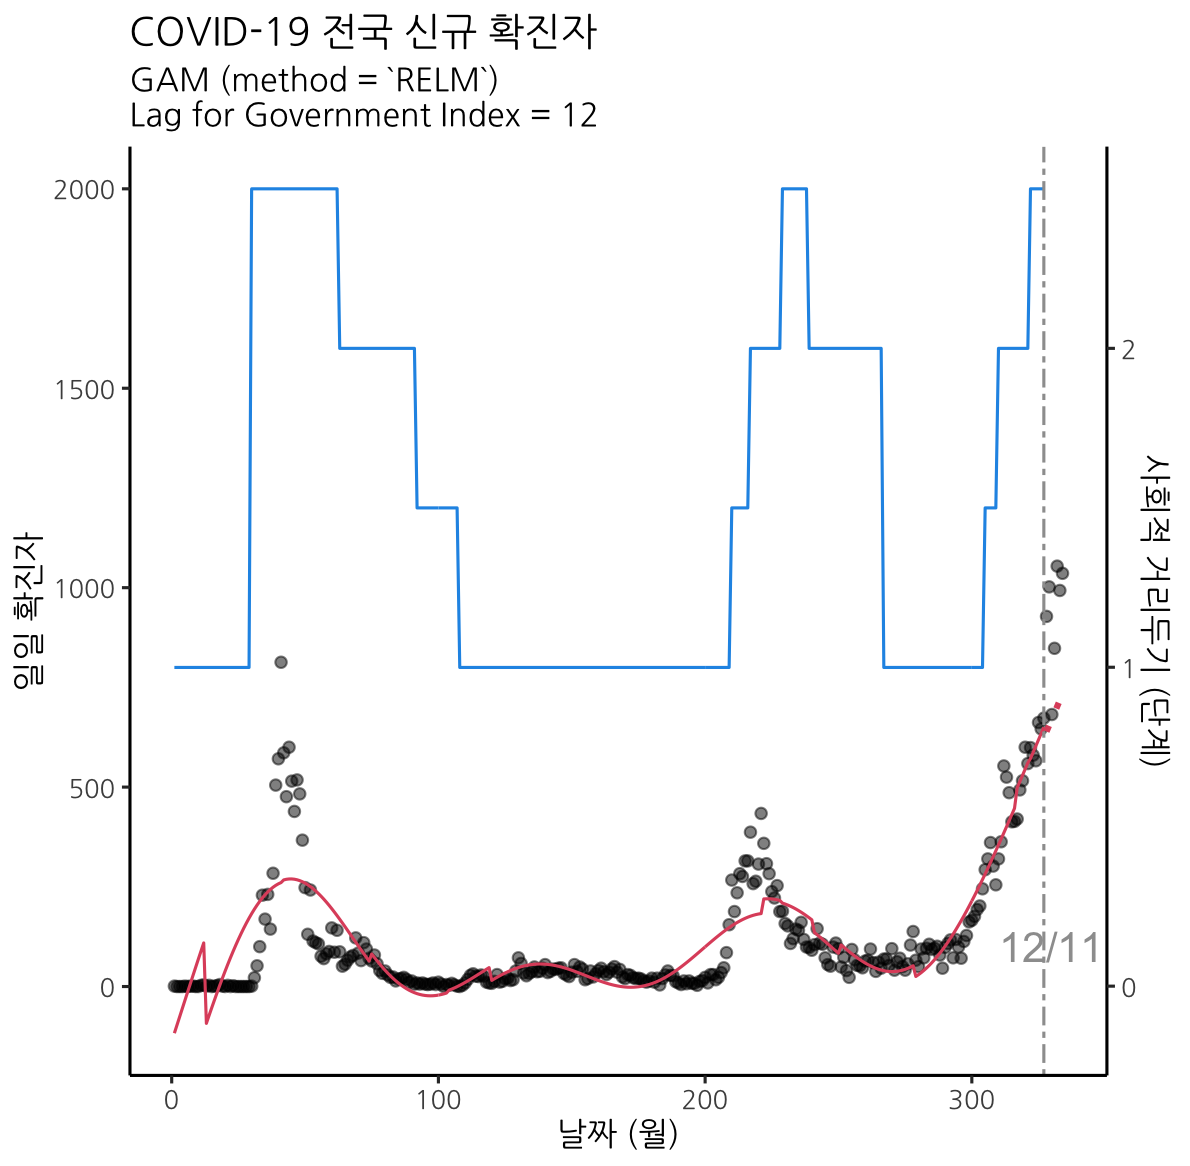 COVID-19 전국 신규 확진자
GAM (method = `RELM`)
Lag for Government Index = 12
2000
1500
1000
500
0
일일 확진자
2
1
0
사회적 거리두기 (단계)
12/11
0
100
200
300
날짜 (월)